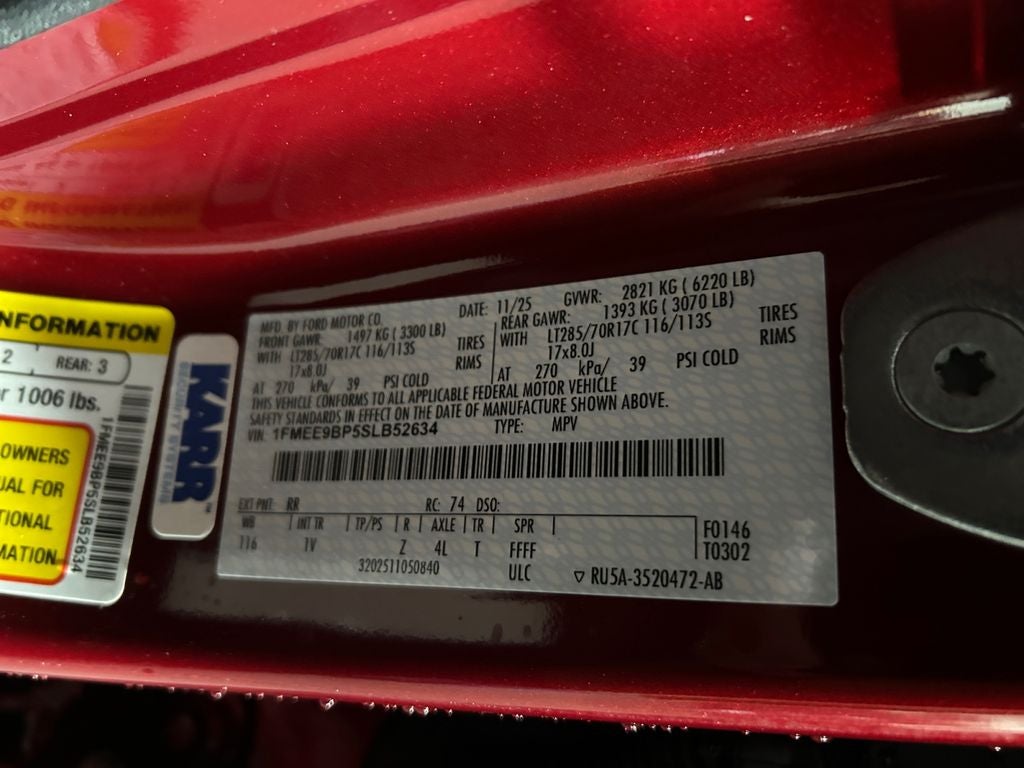 NFORMATION
2 REAR: 3
r 1006 lbs.
OWNERS
UAL FOR
TIONAL
MATION
1FMEE9BP5SLB52634
KARR™
SECURITY SYSTEMS
MFD. BY FORD MOTOR CO. DATE: 11/25 GVWR: 2821 KG ( 6220 LB)
FRONT GAWR: 1497 KG ( 3300 LB) REAR GAWR: 1393 KG ( 3070 LB)
WITH LT285/70R17C 116/113S TIRES WITH LT285/70R17C 116/113S TIRES
17x8.0J RIMS 17x8.0J RIMS
AT 270 kPa/ 39 PSI COLD AT 270 kPa/ 39 PSI COLD
THIS VEHICLE CONFORMS TO ALL APPLICABLE FEDERAL MOTOR VEHICLE
SAFETY STANDARDS IN EFFECT ON THE DATE OF MANUFACTURE SHOWN ABOVE.
VIN: 1FMEE9BP5SLB52634 TYPE: MPV
EXT PNT: RR RC: 74 DSO:
WB INT TR TP/PS R AXLE TR SPR F0146
116 1V Z 4L T FFFF T0302
3202511050840 ULC ▽ RU5A-3520472-AB